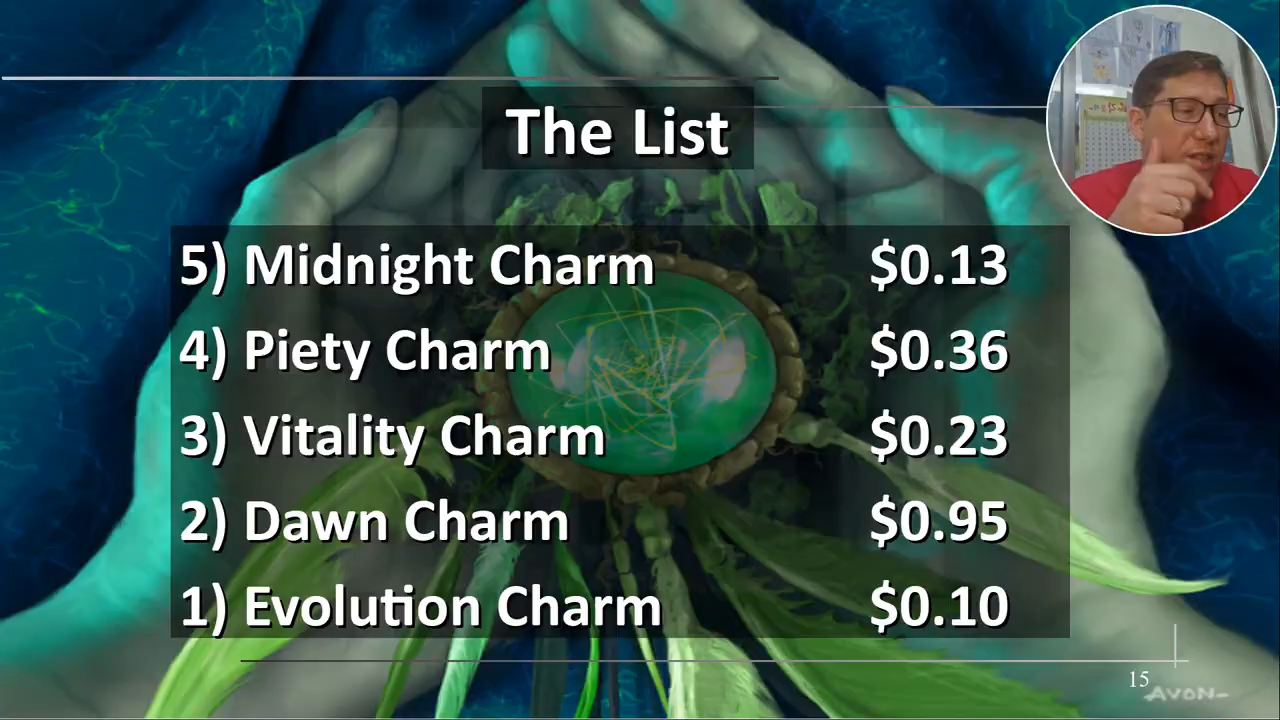 The List
5) Midnight Charm $0.13
4) Piety Charm $0.36
3) Vitality Charm $0.23
2) Dawn Charm $0.95
1) Evolution Charm $0.10
15
AVON-